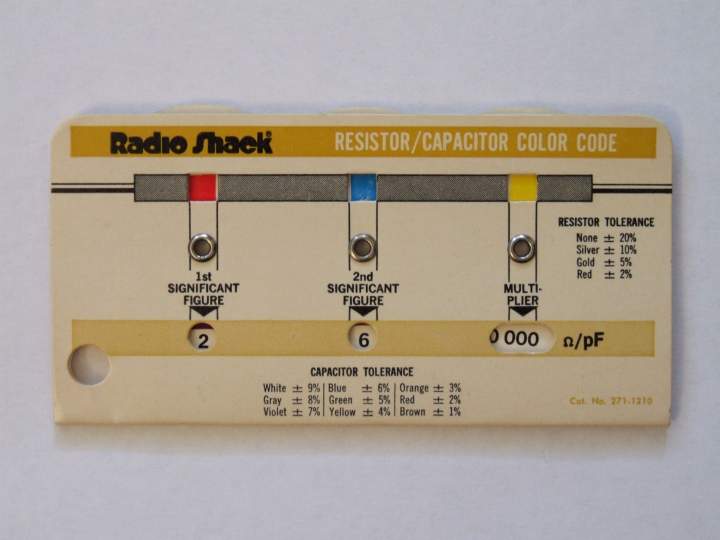 Radio Shack® RESISTOR/CAPACITOR COLOR CODE
RESISTOR TOLERANCE
None ± 20%
Silver ± 10%
Gold ± 5%
Red ± 2%
1st
SIGNIFICANT
FIGURE
2nd
SIGNIFICANT
FIGURE
MULTI-
PLIER
2 6 0 000 Ω/pF
CAPACITOR TOLERANCE
White ± 9% Blue ± 6% Orange ± 3%
Gray ± 8% Green ± 5% Red ± 2%
Violet ± 7% Yellow ± 4% Brown ± 1%
Cat. No. 271-1210